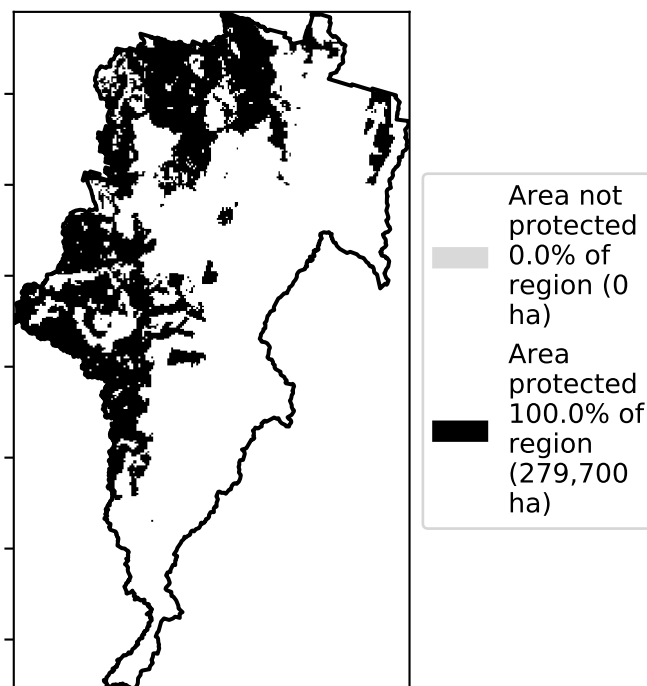 Area not
protected
0.0% of
region (0
ha)
Area
protected
100.0% of
region
(279,700
ha)